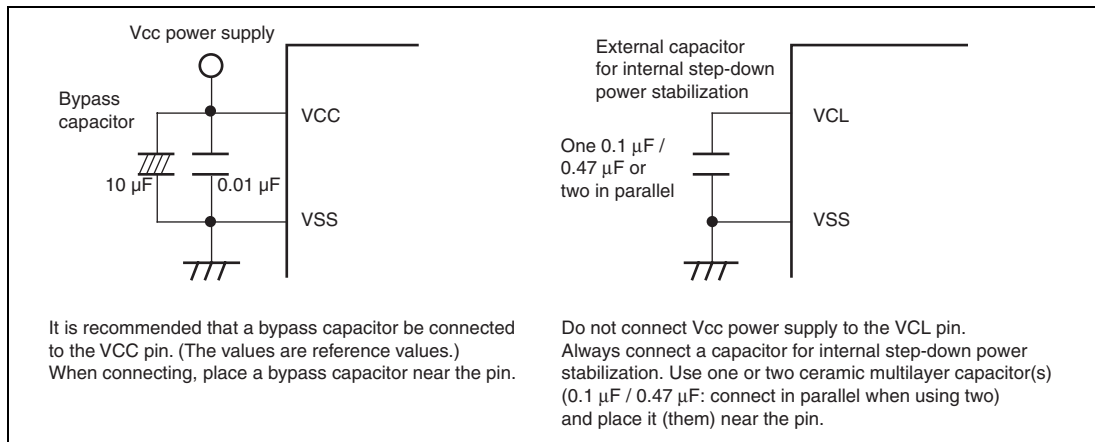 Vcc power supply
Bypass
capacitor
VCC
10 µF
0.01 µF
VSS
It is recommended that a bypass capacitor be connected
to the VCC pin. (The values are reference values.)
When connecting, place a bypass capacitor near the pin.
External capacitor
for internal step-down
power stabilization
VCL
One 0.1 µF /
0.47 µF or
two in parallel
VSS
Do not connect Vcc power supply to the VCL pin.
Always connect a capacitor for internal step-down power
stabilization. Use one or two ceramic multilayer capacitor(s)
(0.1 µF / 0.47 µF: connect in parallel when using two)
and place it (them) near the pin.